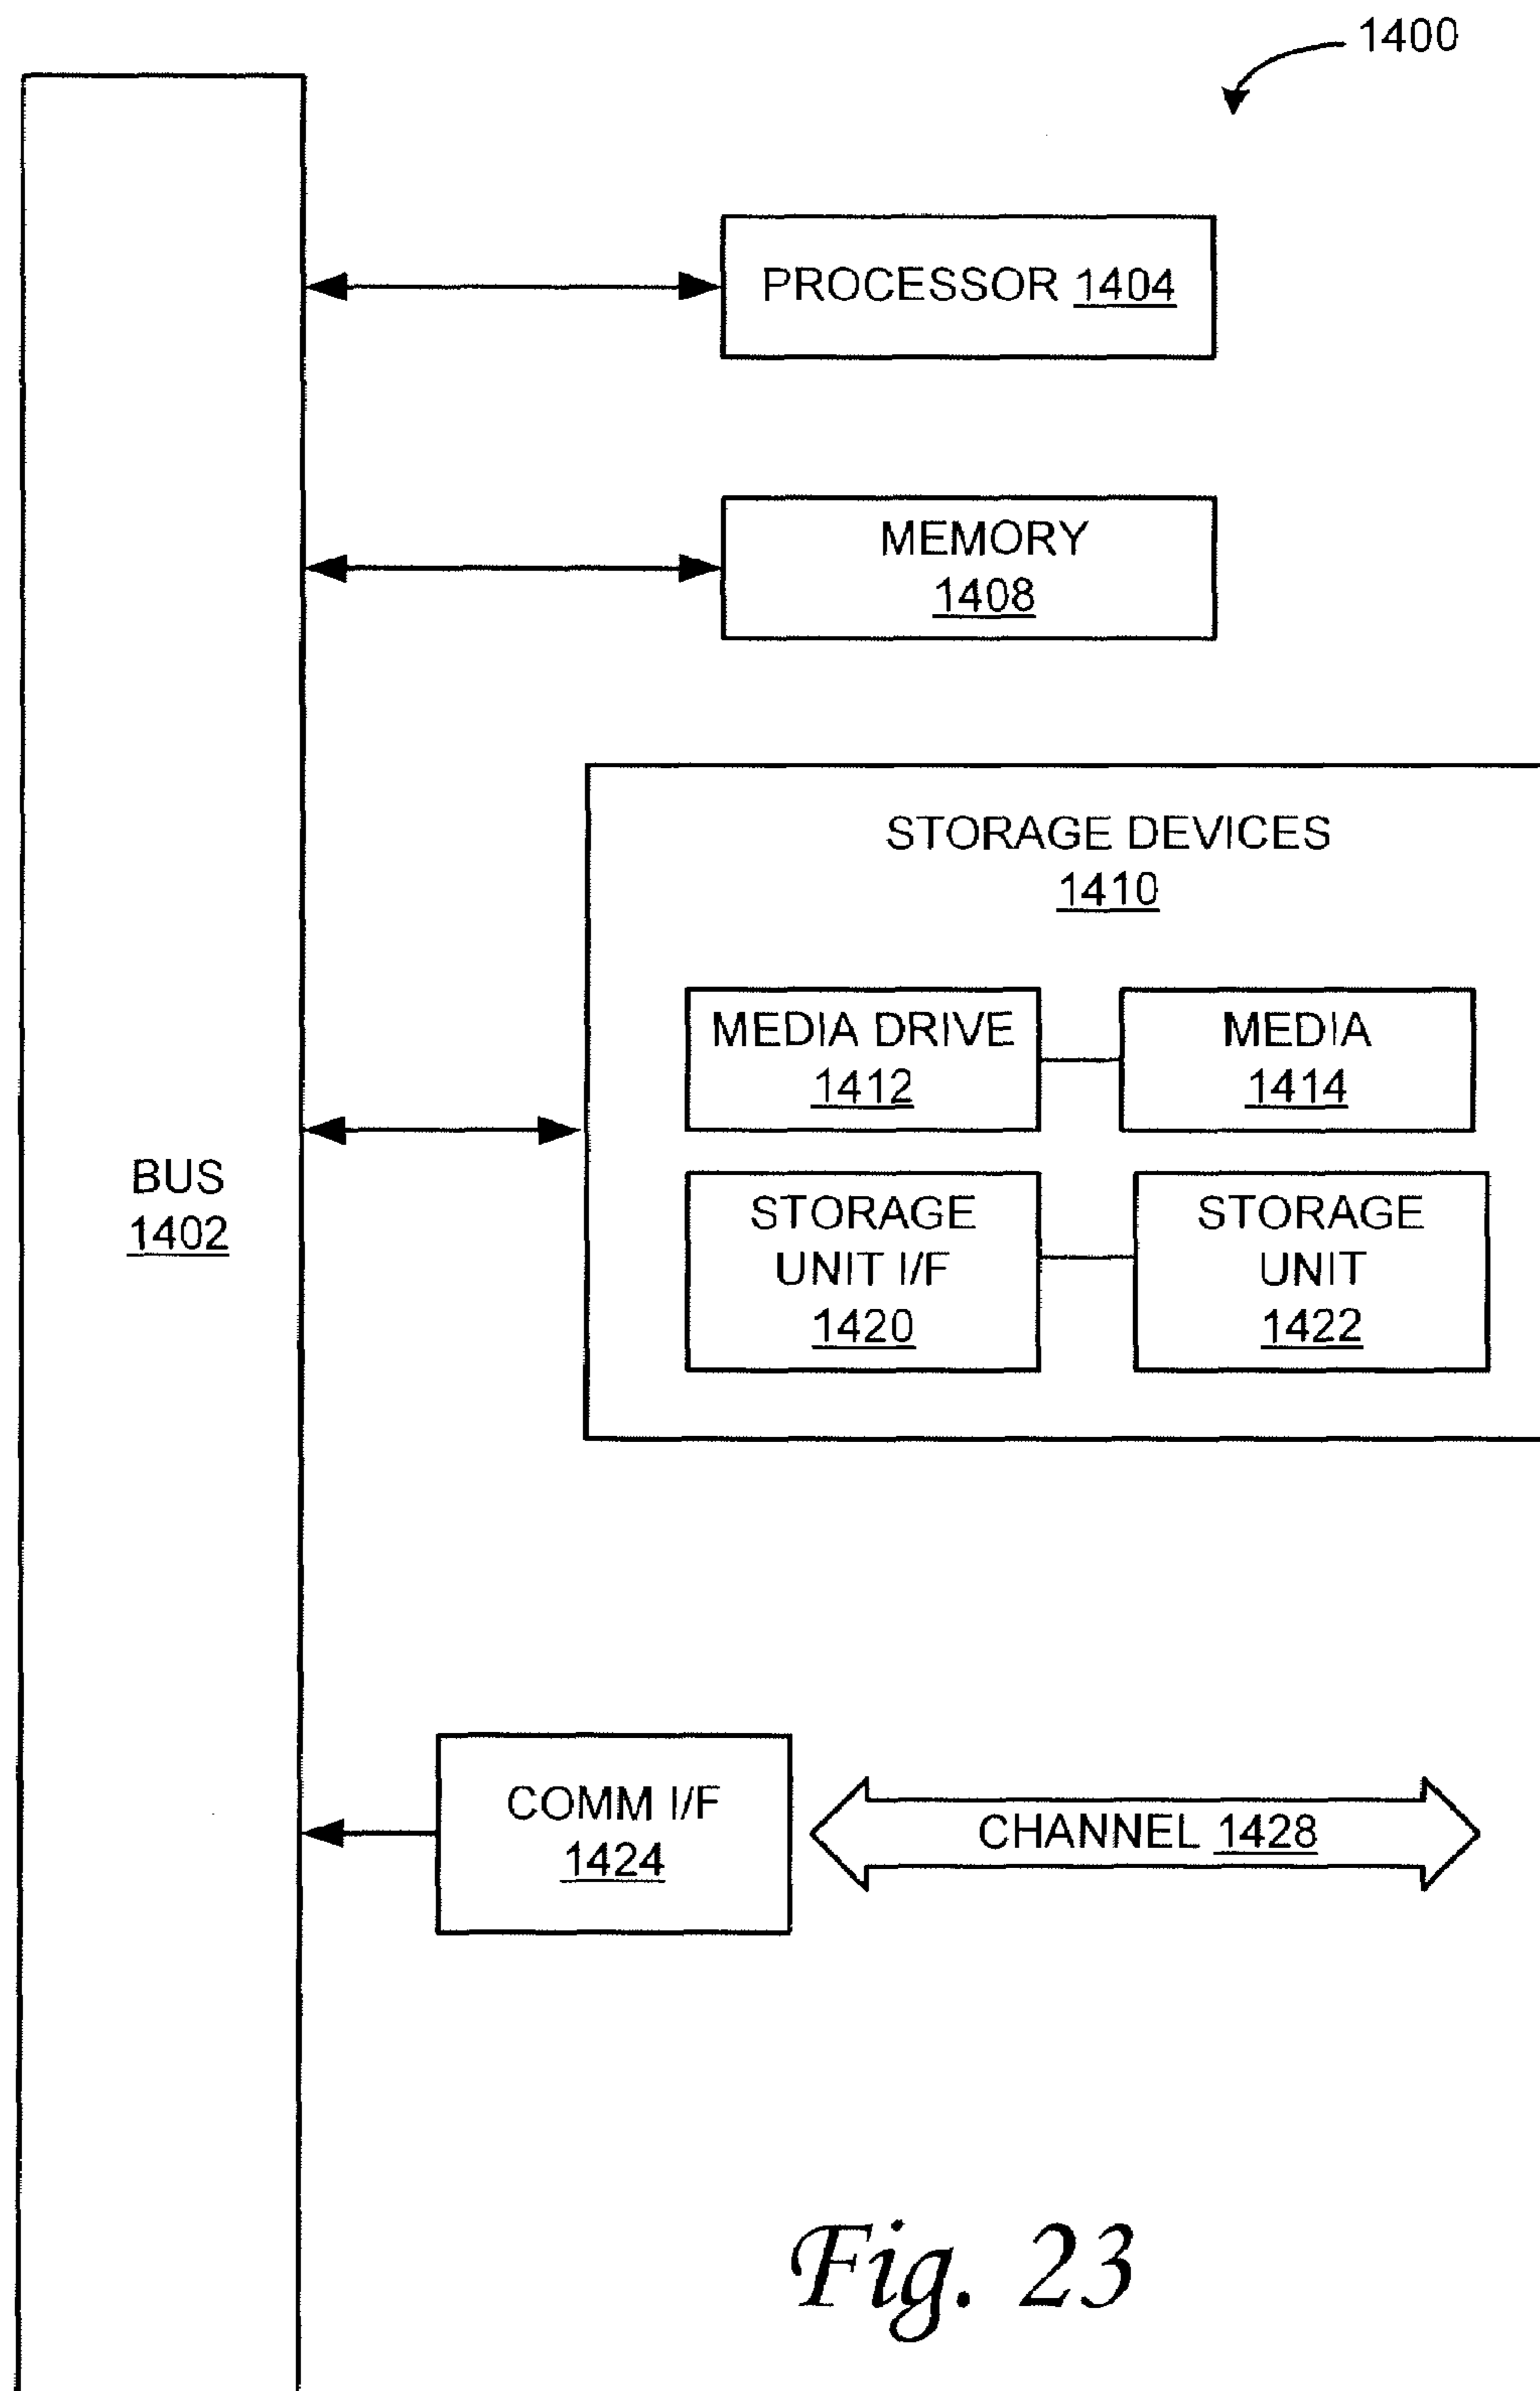 1400
PROCESSOR 1404
MEMORY
1408
STORAGE DEVICES
1410
MEDIA DRIVE
1412
MEDIA
1414
BUS
1402
STORAGE
UNIT I/F
1420
STORAGE
UNIT
1422
COMM I/F
1424
CHANNEL 1428
Fig. 23